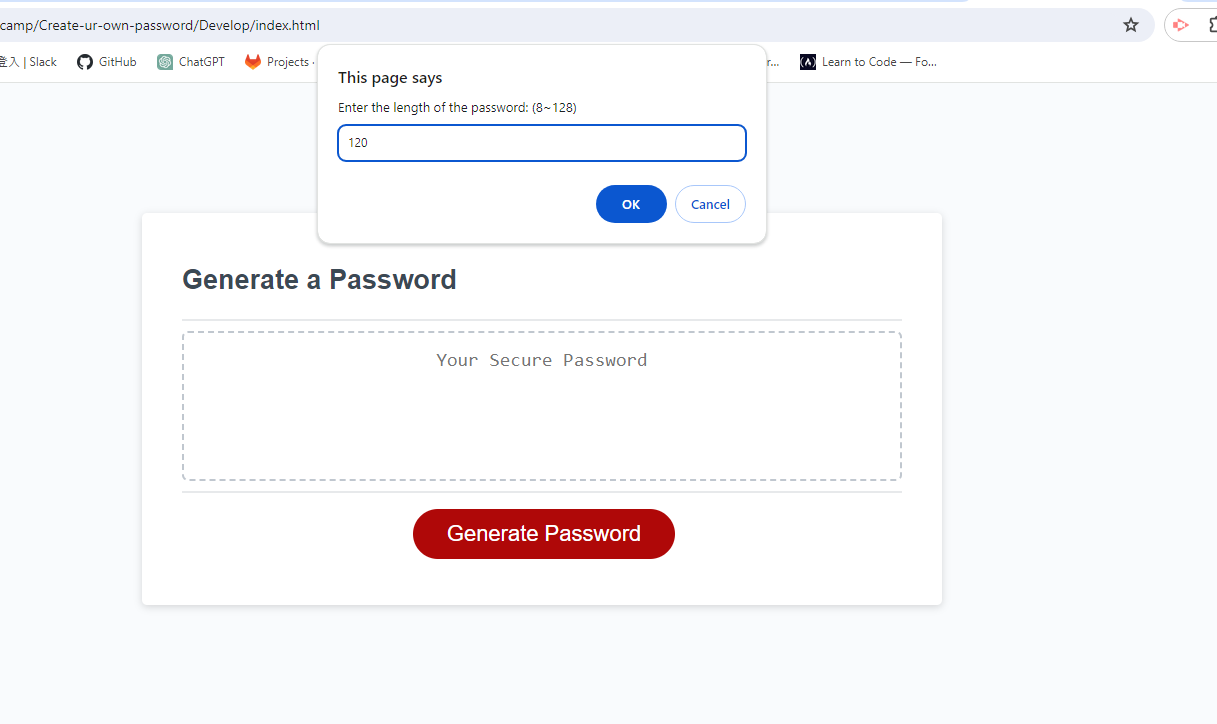 camp/Create-ur-own-password/Develop/index.html
登入 | Slack GitHub ChatGPT Projects · r... Learn to Code — Fo...
This page says
Enter the length of the password: (8~128)
120
OK Cancel
Generate a Password
Your Secure Password
Generate Password